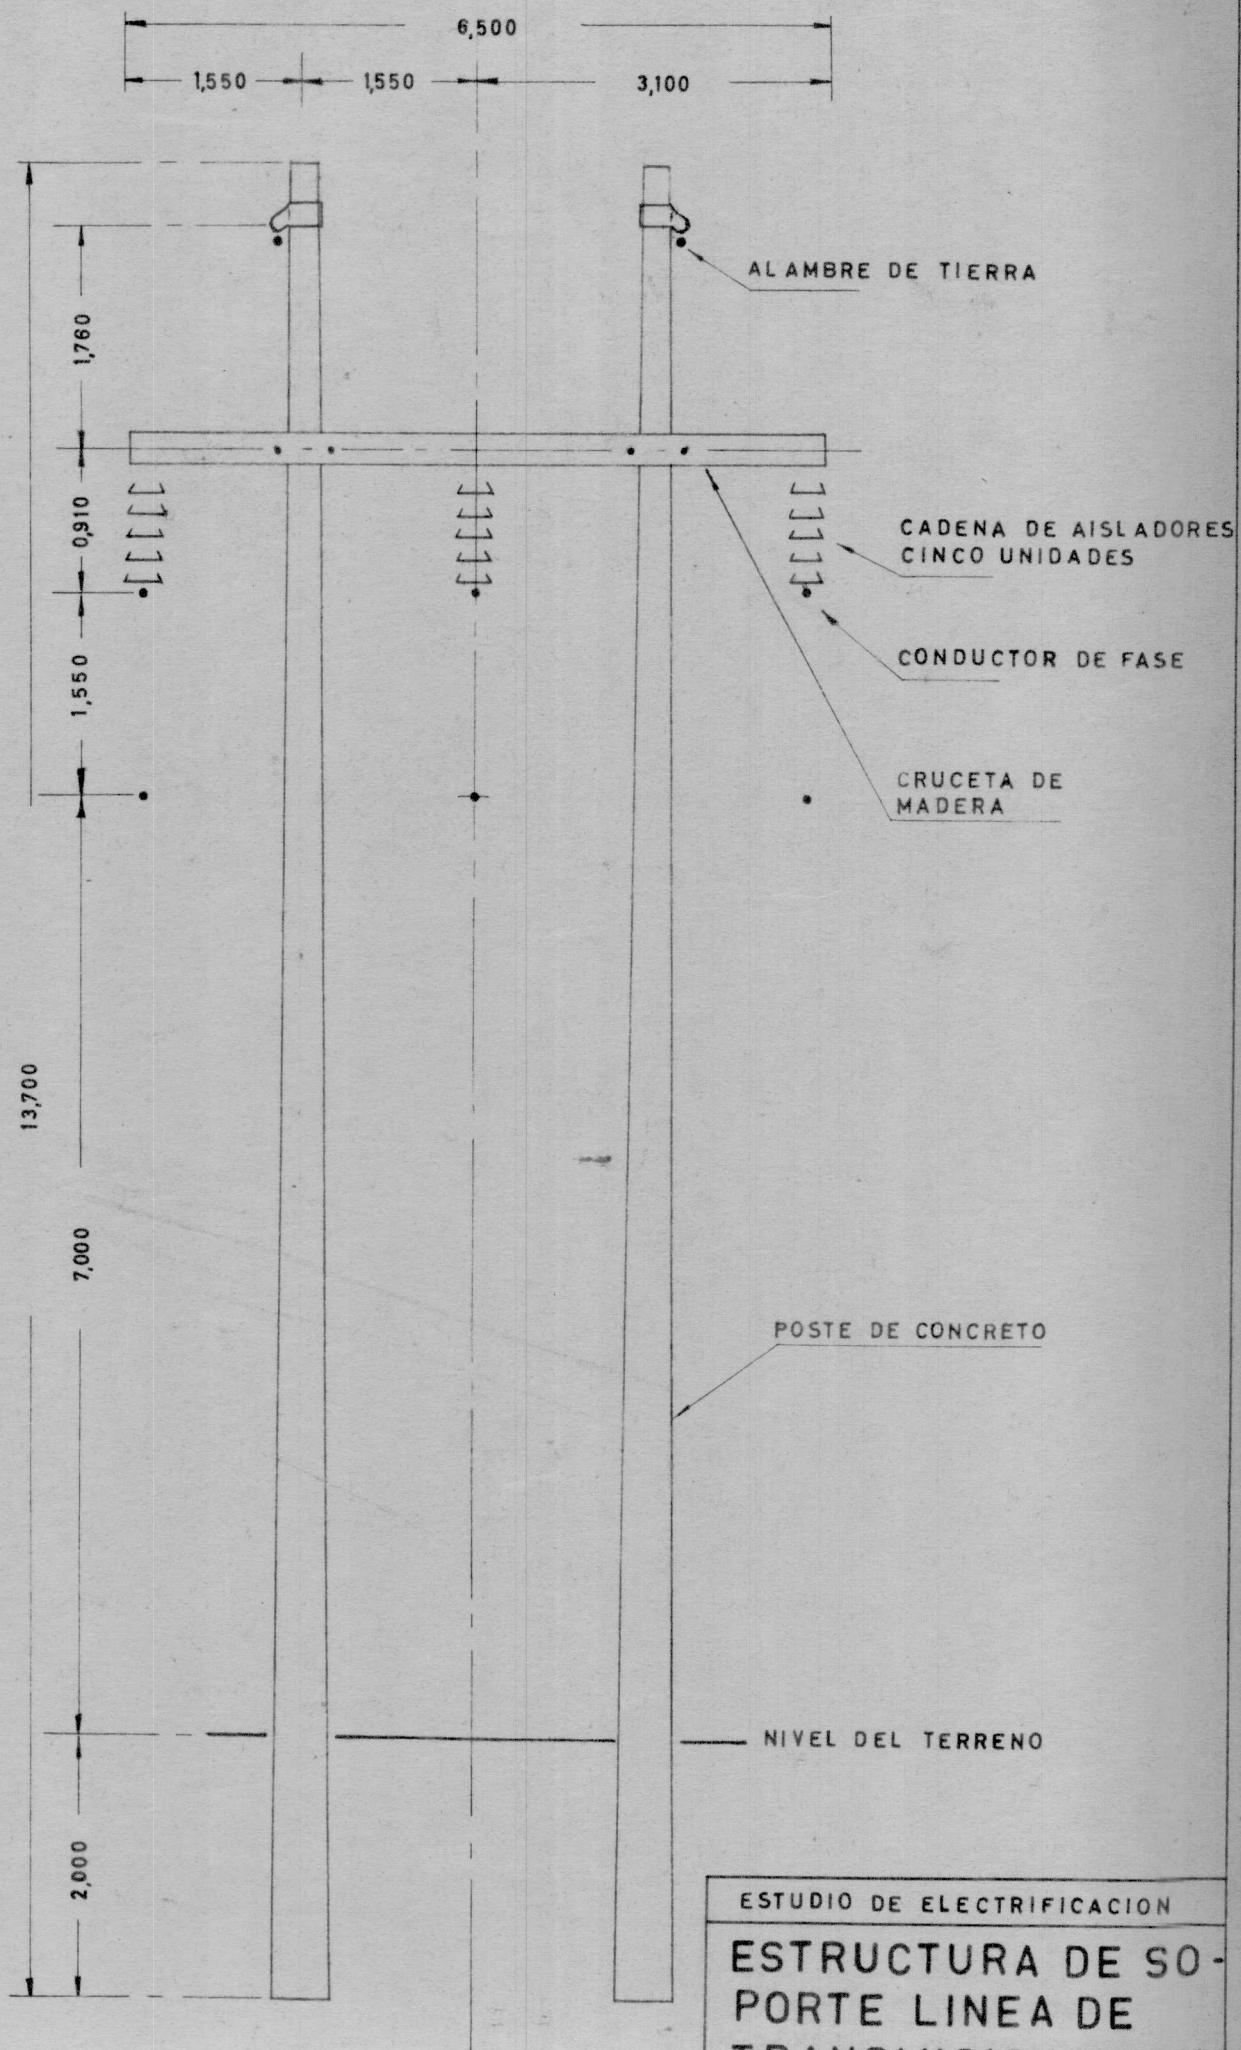 6,500
1,550
1,550
3,100
ALAMBRE DE TIERRA
1,760
0,910
CADENA DE AISLADORES
CINCO UNIDADES
1,550
CONDUCTOR DE FASE
CRUCETA DE
MADERA
13,700
7,000
POSTE DE CONCRETO
NIVEL DEL TERRENO
2,000
ESTUDIO DE ELECTRIFICACION
ESTRUCTURA DE SO-
PORTE LINEA DE